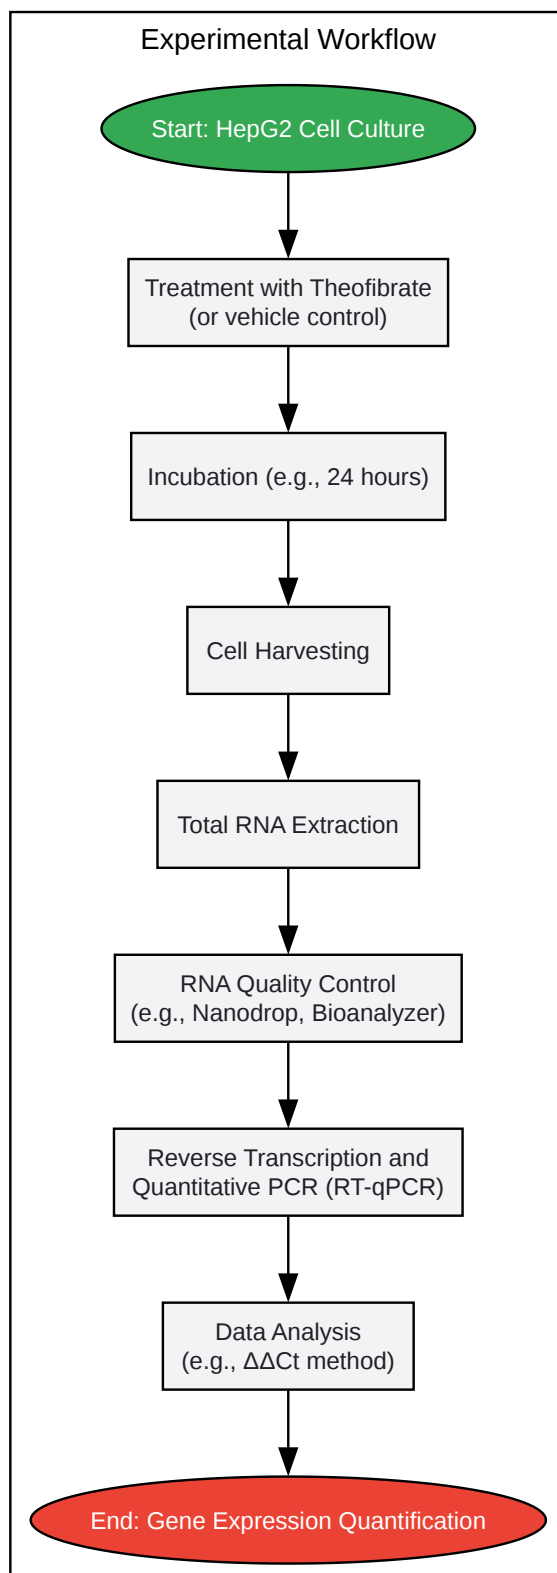 Experimental Workflow
Start: HepG2 Cell Culture
Treatment with Theofibrate
(or vehicle control)
Incubation (e.g., 24 hours)
Cell Harvesting
Total RNA Extraction
RNA Quality Control
(e.g., Nanodrop, Bioanalyzer)
Reverse Transcription and
Quantitative PCR (RT-qPCR)
Data Analysis
(e.g., ΔΔCt method)
End: Gene Expression Quantification